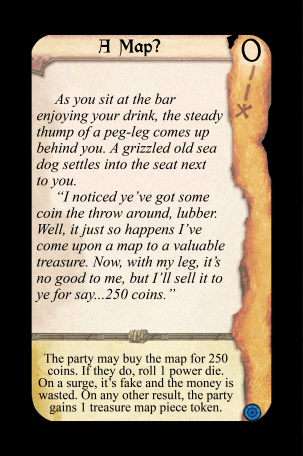 A Map?
0
As you sit at the bar
enjoying your drink, the steady
thump of a peg-leg comes up
behind you. A grizzled old sea
dog settles into the seat next
to you.
“I noticed ye’ve got some
coin the throw around, lubber.
Well, it just so happens I’ve
come upon a map to a valuable
treasure. Now, with my leg, it’s
no good to me, but I’ll sell it to
ye for say...250 coins.”
The party may buy the map for 250
coins. If they do, roll 1 power die.
On a surge, it’s fake and the money is
wasted. On any other result, the party
gains 1 treasure map piece token.